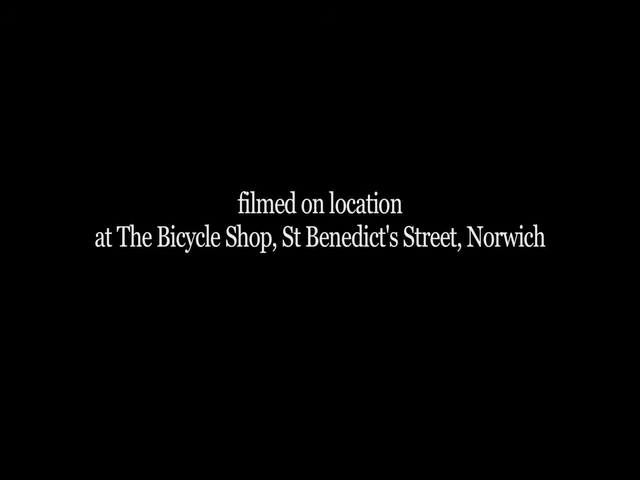 filmed on location
at The Bicycle Shop, St Benedict's Street, Norwich